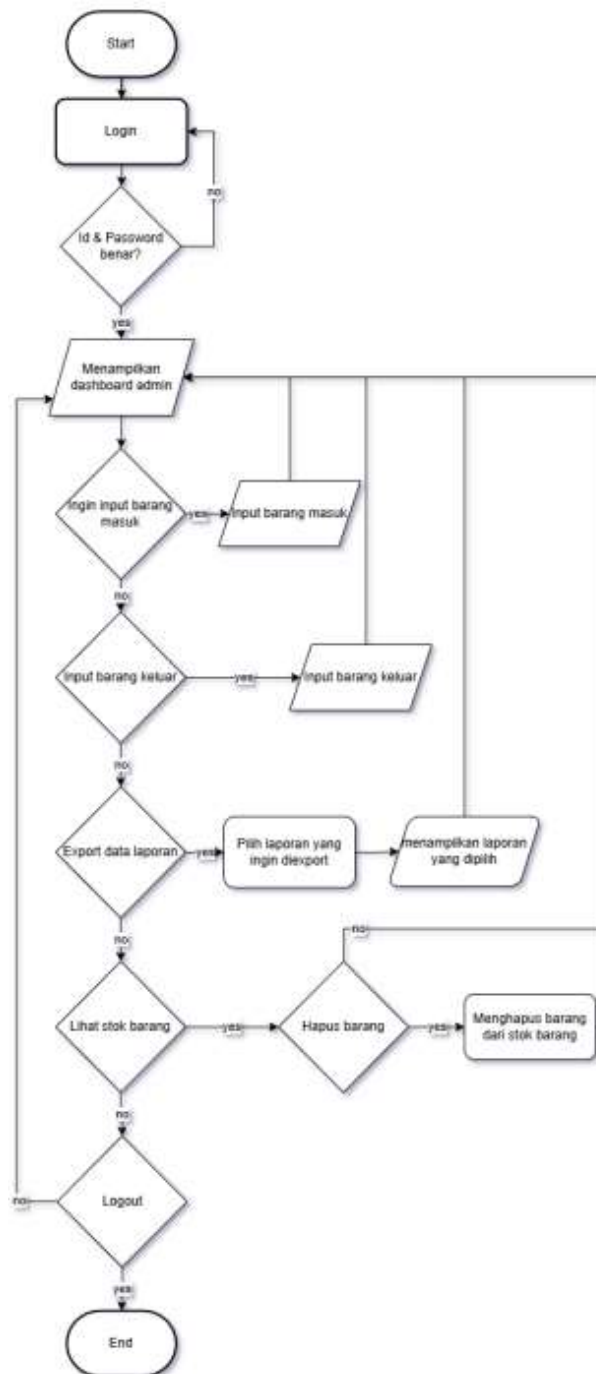 Start
Login
no
Id & Password
benar?
yes
Menampilkan
dashboard admin
Ingin input barang
masuk
yes
Input barang masuk
no
Input barang keluar
yes
Input barang keluar
no
Export data laporan
yes
Pilih laporan yang
ingin diexport
menampilkan laporan
yang dipilih
no
no
Lihat stok barang
yes
Hapus barang
yes
Menghapus barang
dari stok barang
no
Logout
no
yes
End